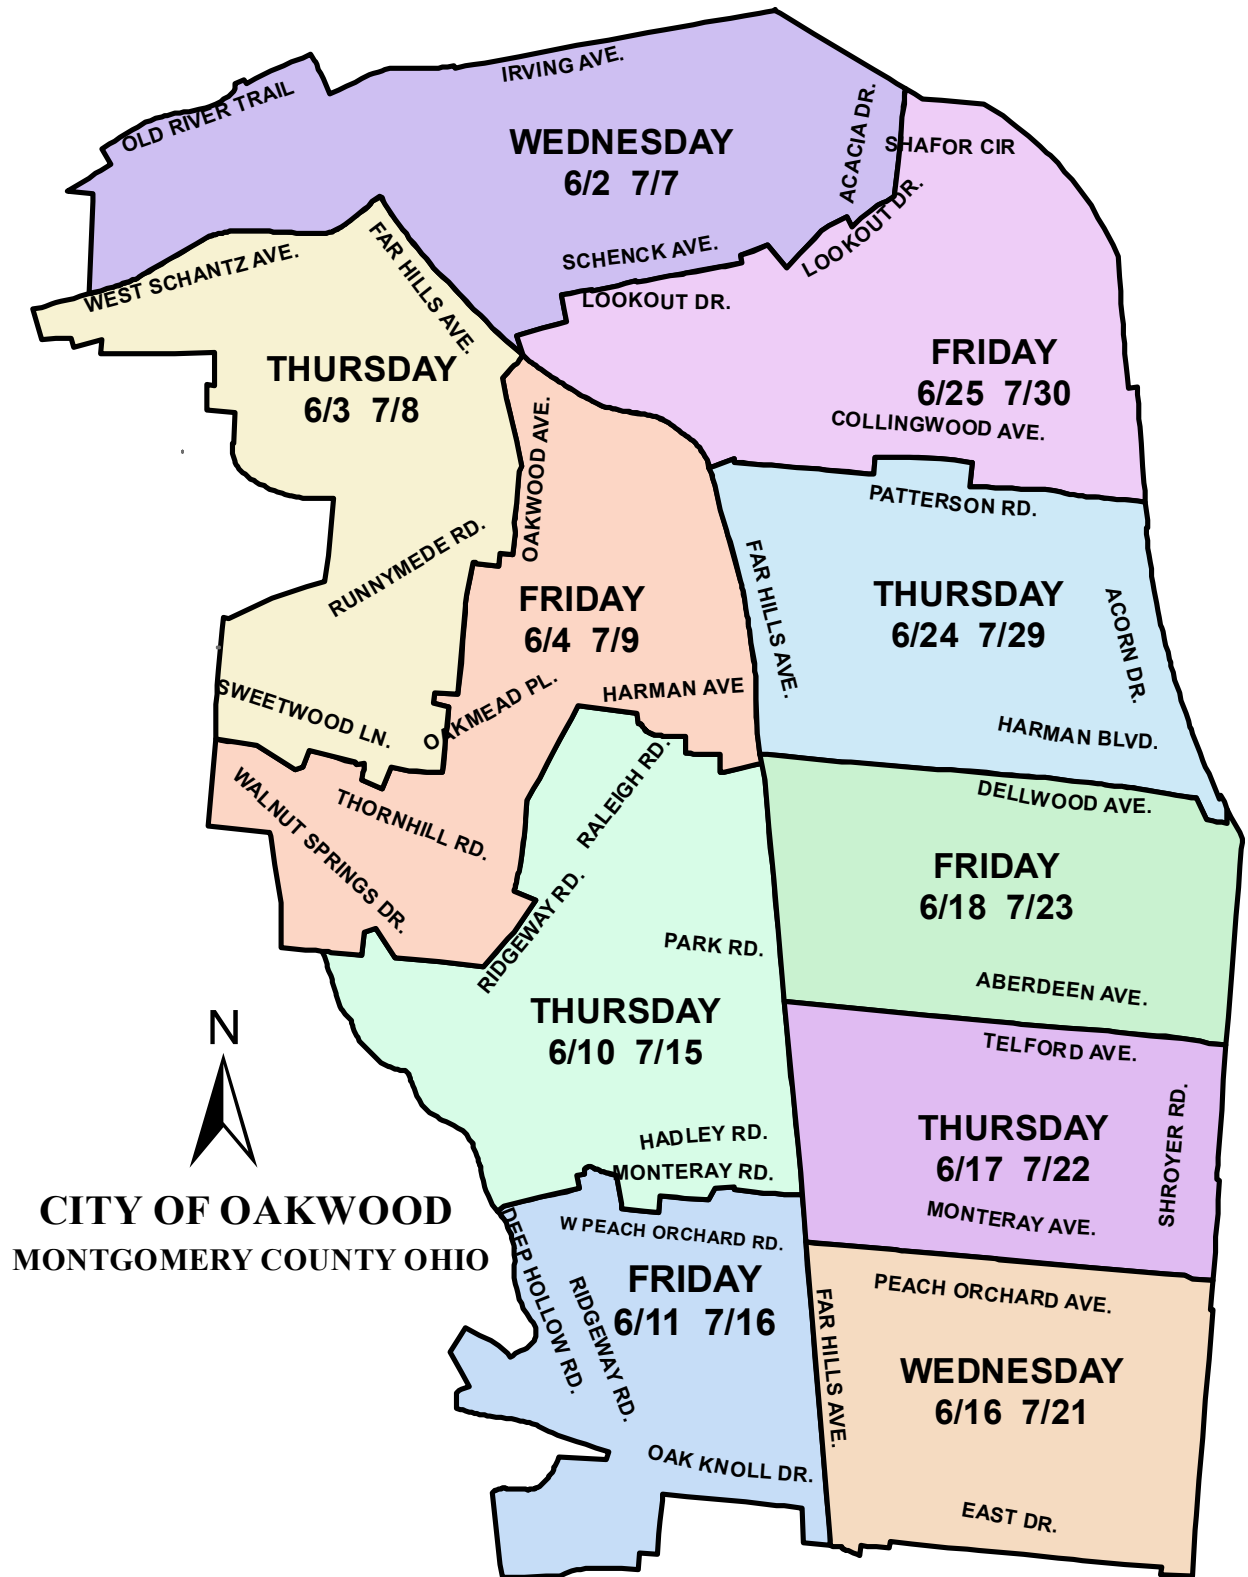 IRVING AVE.
OLD RIVER TRAIL
ACACIA DR.
WEDNESDAY
6/2 7/7
SHAFOR CIR
LOOKOUT DR.
SCHENCK AVE.
LOOKOUT DR.
WEST SCHANTZ AVE.
FAR HILLS AVE.
THURSDAY
6/3 7/8
FRIDAY
6/25 7/30
COLLINGWOOD AVE.
OAKWOOD AVE.
PATTERSON RD.
RUNNYMEDE RD.
FRIDAY
6/4 7/9
FAR HILLS AVE.
THURSDAY
6/24 7/29
ACORN DR.
SWEETWOOD LN.
OAKMEAD PL.
HARMAN AVE
HARMAN BLVD.
RALEIGH RD.
WALNUT SPRINGS DR.
THORNHILL RD.
DELLWOOD AVE.
FRIDAY
6/18 7/23
RIDGEWAY RD.
PARK RD.
ABERDEEN AVE.
THURSDAY
6/10 7/15
N
TELFORD AVE.
THURSDAY
6/17 7/22
SHROYER RD.
HADLEY RD.
MONTERAY RD.
MONTERAY AVE.
CITY OF OAKWOOD
MONTGOMERY COUNTY OHIO
DEEP HOLLOW RD.
W PEACH ORCHARD RD.
FRIDAY
6/11 7/16
RIDGEWAY RD.
FAR HILLS AVE.
PEACH ORCHARD AVE.
WEDNESDAY
6/16 7/21
OAK KNOLL DR.
EAST DR.